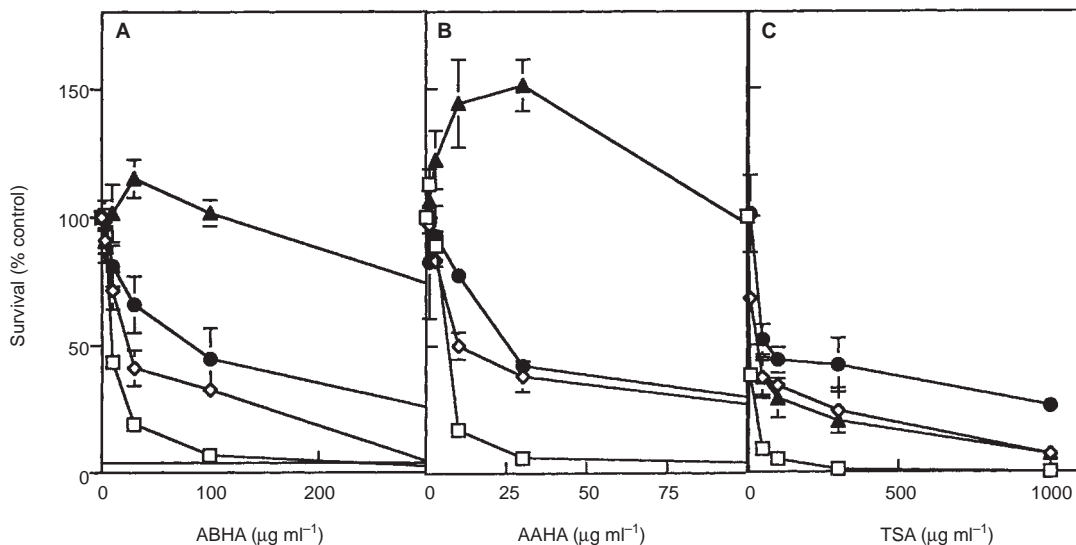 A
B
C
150
100
50
0
Survival (% control)
0 100 200
0 25 50 75
0 500 1000
ABHA (µg ml⁻¹)
AAHA (µg ml⁻¹)
TSA (µg ml⁻¹)